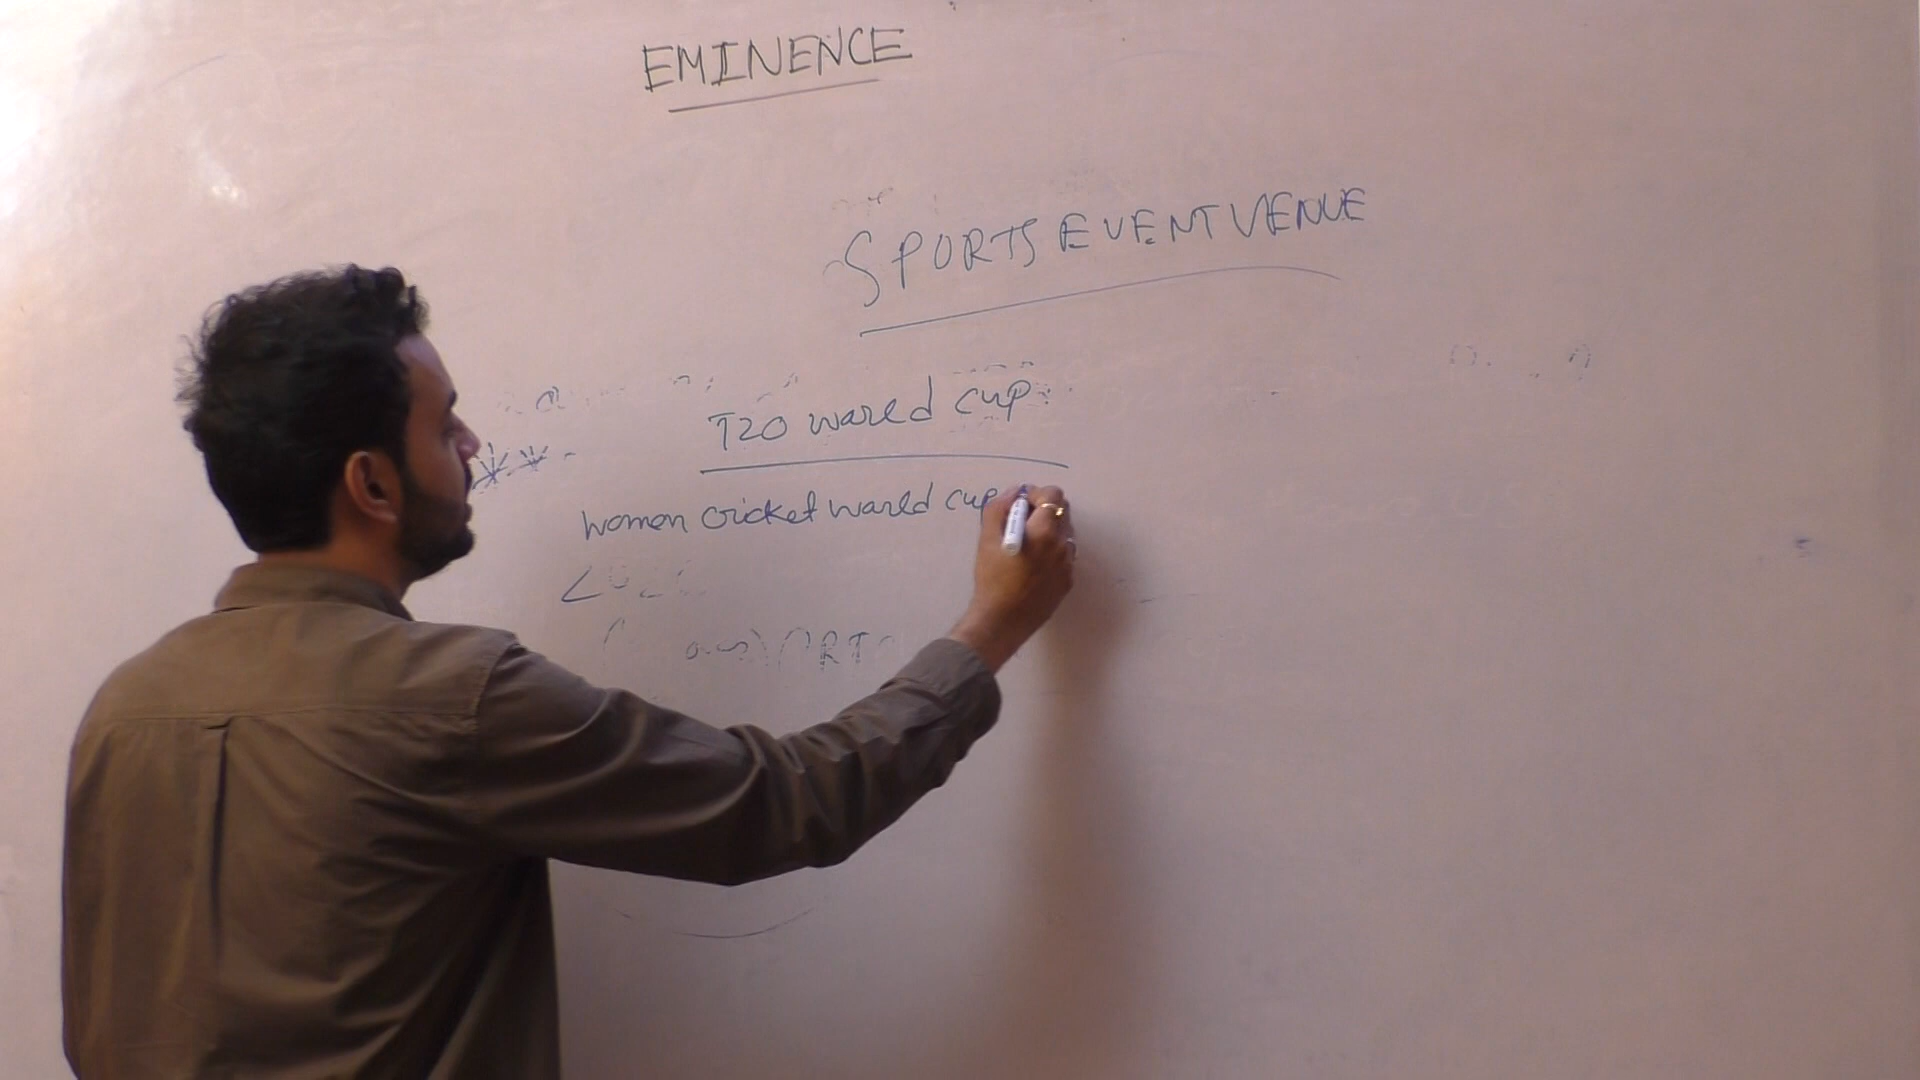 EMINENCE
SPORTS EVENT VENUE
T20 warld cup
women cricket warld cup